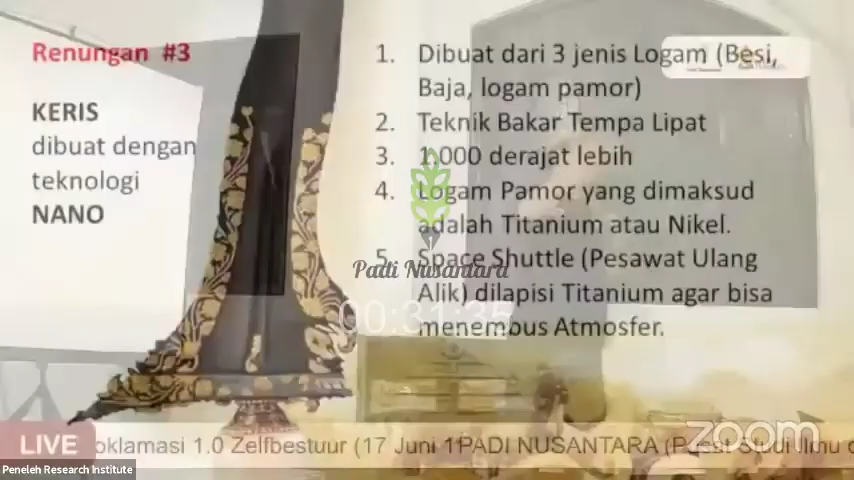 Renungan #3
KERIS
dibuat dengan
teknologi
NANO
1. Dibuat dari 3 jenis Logam (Besi,
Baja, logam pamor)
2. Teknik Bakar Tempa Lipat
3. 1.000 derajat lebih
4. Logam Pamor yang dimaksud
adalah Titanium atau Nikel.
5. Space Shuttle (Pesawat Ulang
Alik) dilapisi Titanium agar bisa
menembus Atmosfer.
Padi Nusantara
00:31:35
LIVE
oklamasi 1.0 Zelfbestuur (17 Juni 1PADI NUSANTARA (Pusat Studi Ilmu d
zoom
Peneleh Research Institute